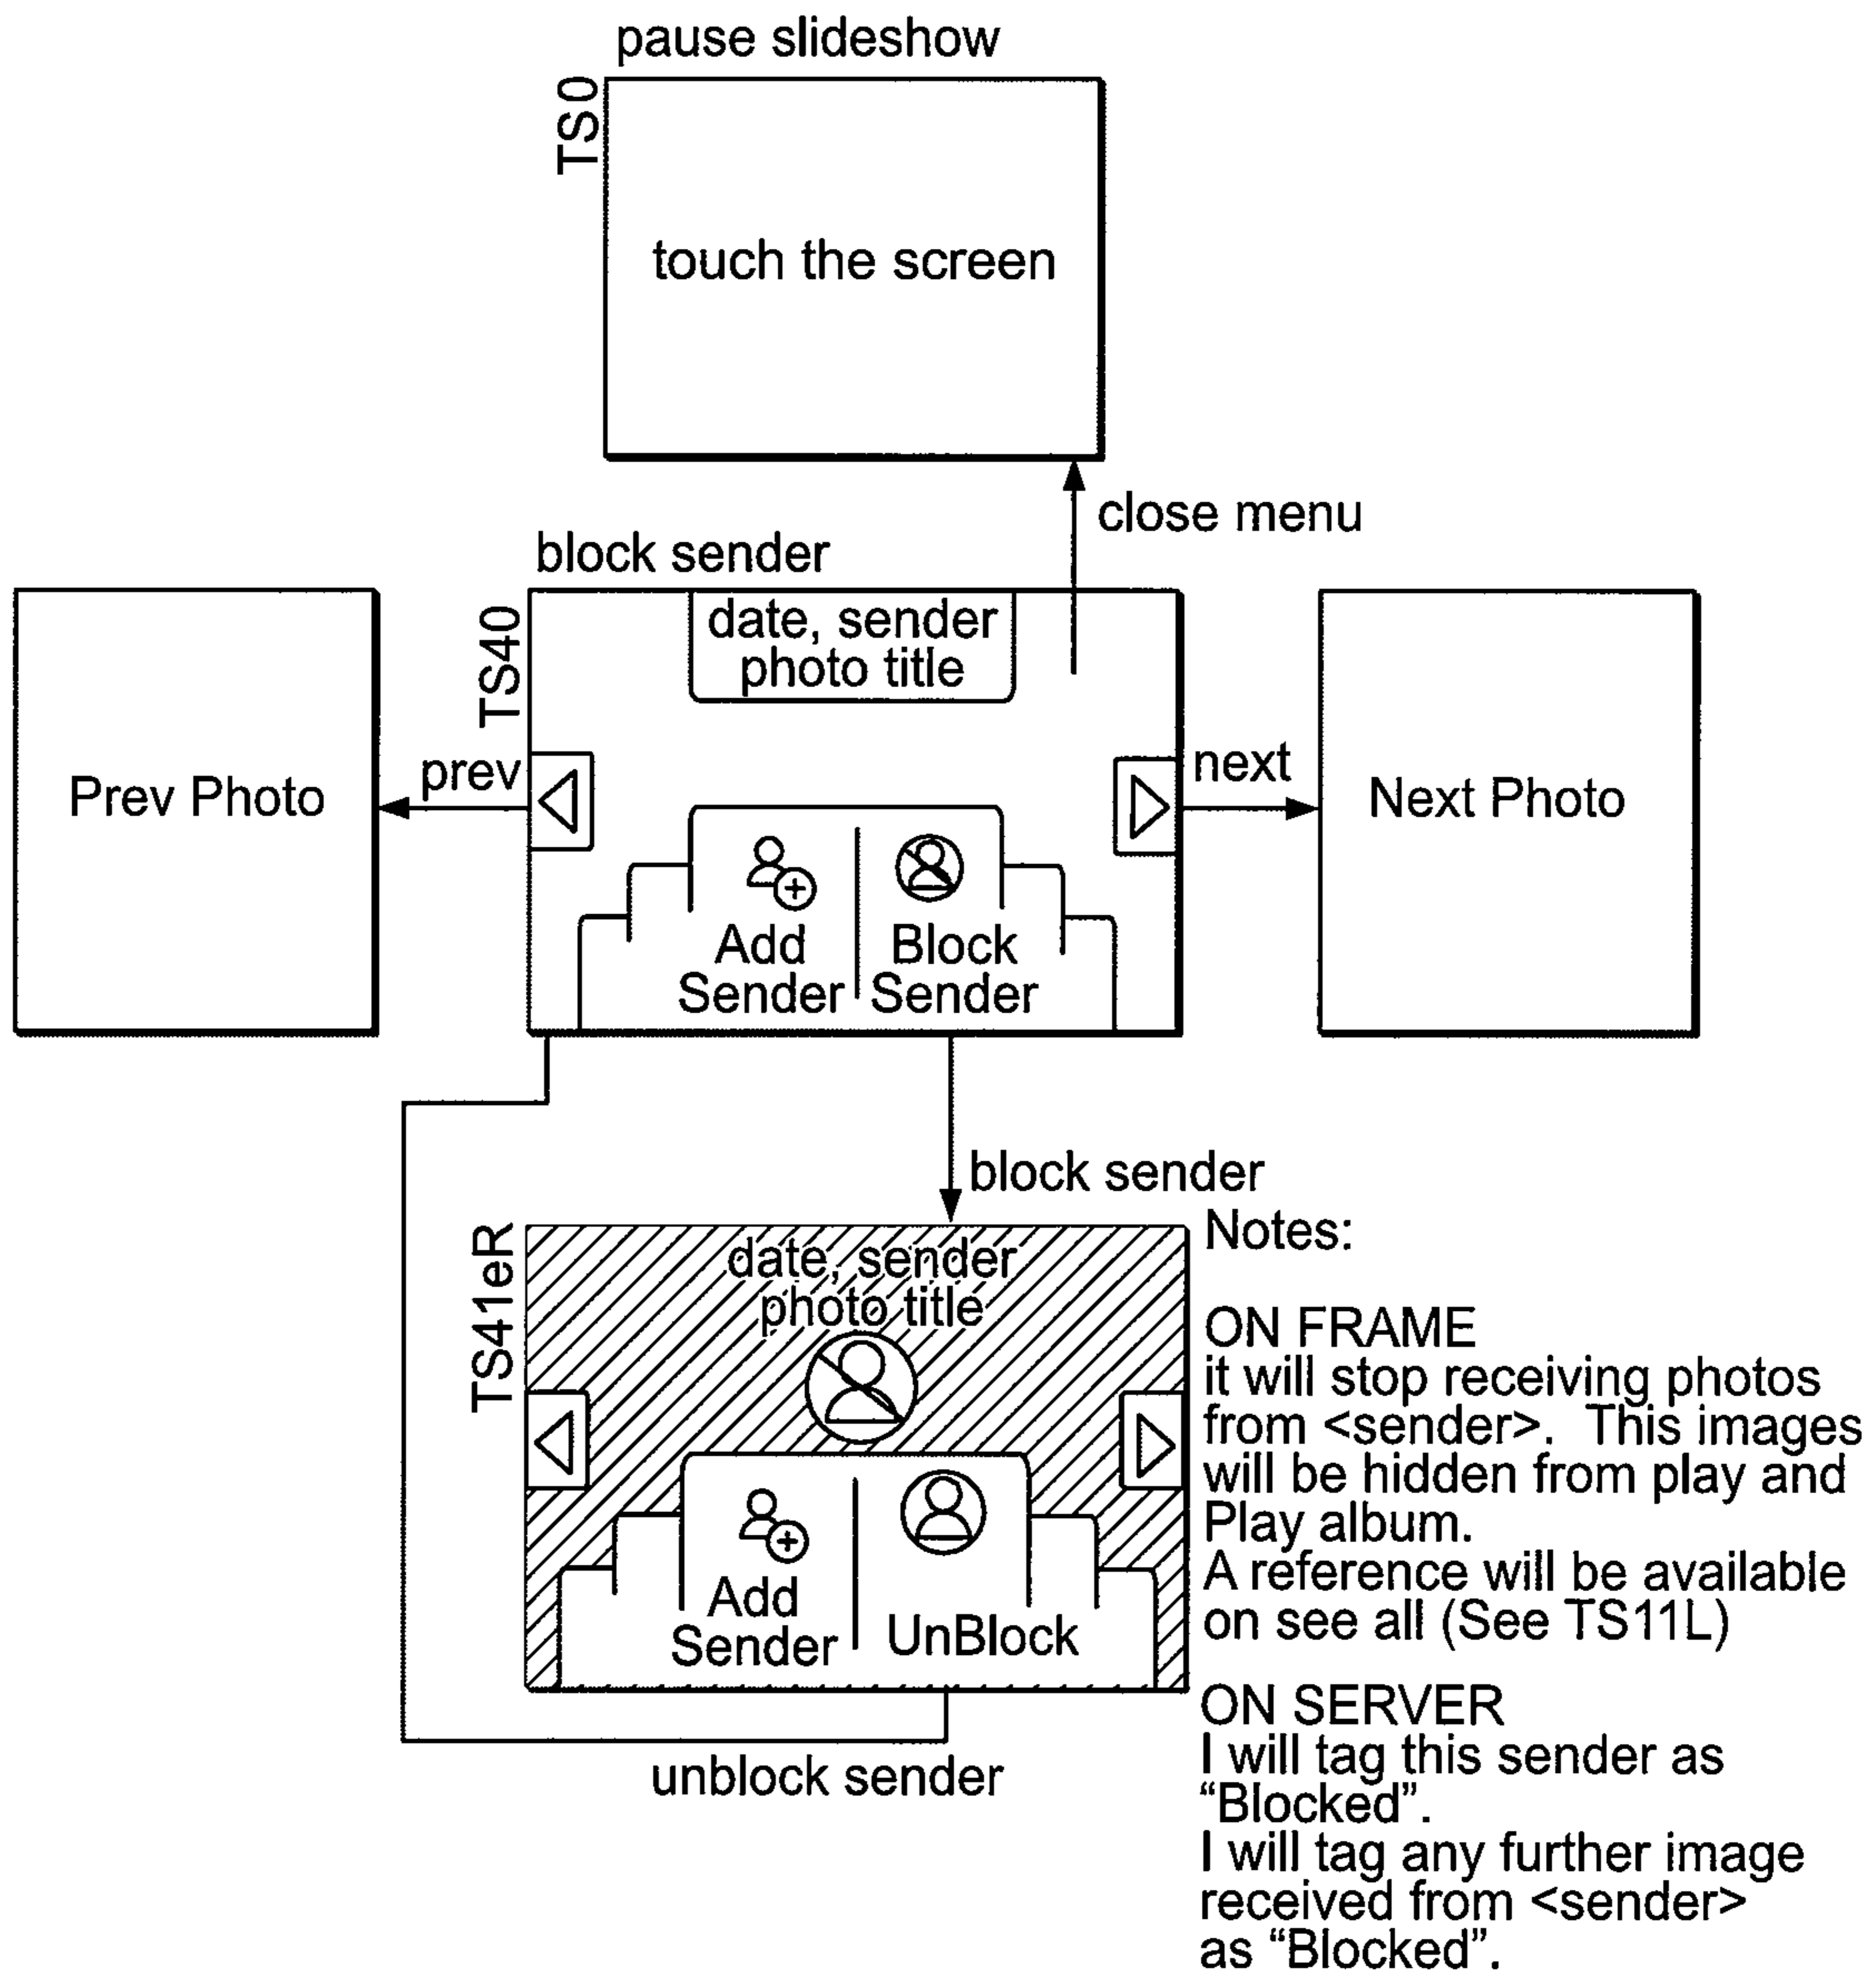 pause slideshow
TS0
touch the screen
close menu
block sender
TS40
date, sender
photo title
prev
next
Prev Photo
Next Photo
Add
Sender
Block
Sender
block sender
TS41eR
date, sender
photo title
Add
Sender
UnBlock
unblock sender
Notes:
ON FRAME
it will stop receiving photos
from <sender>. This images
will be hidden from play and
Play album.
A reference will be available
on see all (See TS11L)
ON SERVER
I will tag this sender as
“Blocked”.
I will tag any further image
received from <sender>
as “Blocked”.